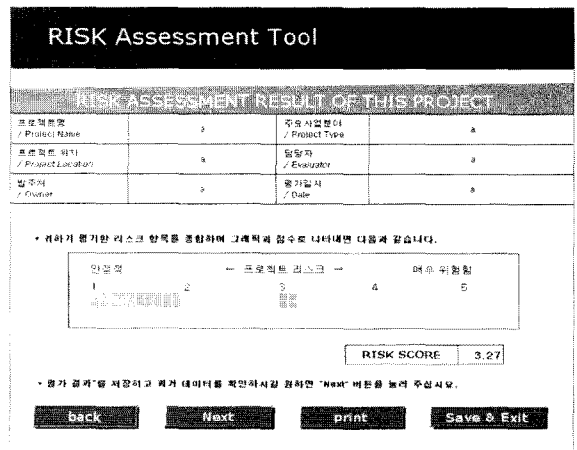 RISK Assessment Tool
RISK ASSESSMENT RESULT OF THIS PROJECT
프로젝트명 / Project Name a 주요사업분야 / Project Type a
프로젝트 위치 / Project Location a 담당자 / Evaluator a
발주처 / Owner a 평가일시 / Date a
* 귀하가 평가한 리스크 항목를 종합하여 그래픽과 점수로 나타내면 다음과 같습니다.
안전적 ← 프로젝트 리스크 → 매우 위험험
1 2 3 4 5
RISK SCORE 3.27
* 평가 결과를 저장하고 과거 데이터를 확인하시길 원하면 "Next" 버튼을 눌러 주십시요.
back Next print Save & Exit